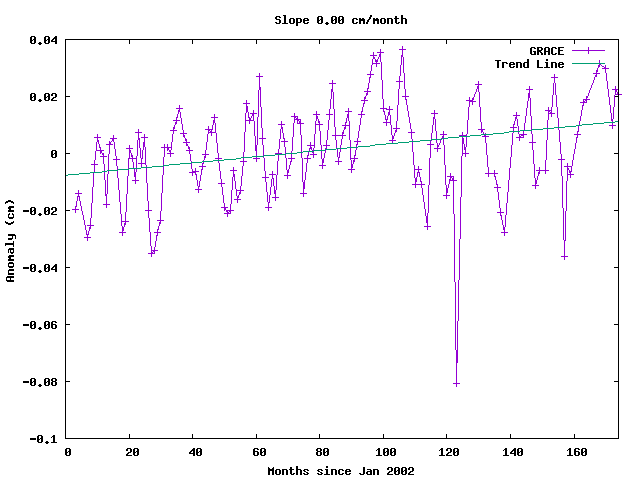 Slope 0.00 cm/month
0.04
GRACE
Trend Line
0.02
0
-0.02
-0.04
-0.06
-0.08
-0.1
Anomaly (cm)
0 20 40 60 80 100 120 140 160
Months since Jan 2002